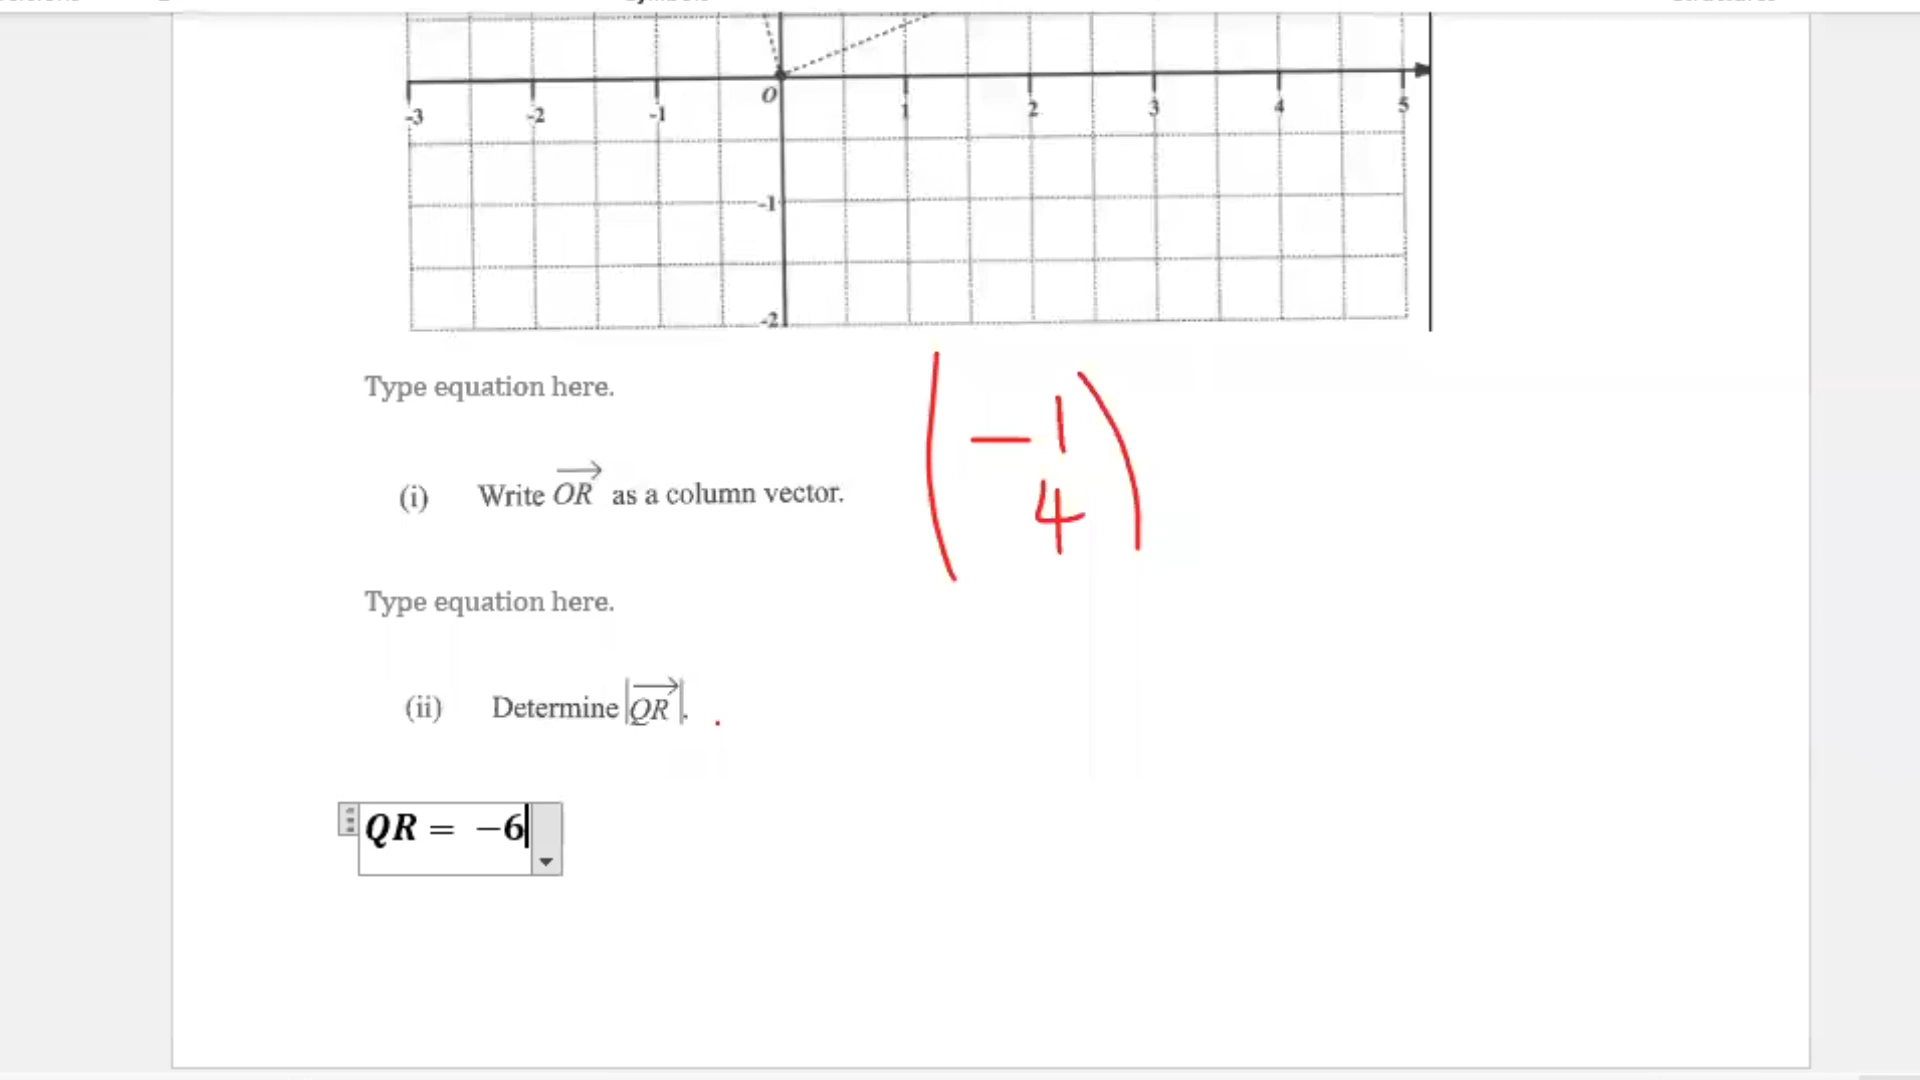 O
-3 -2 -1 1 2 3 4 5
-1
-2
Type equation here.
(i) Write OR as a column vector.
-1
4
Type equation here.
(ii) Determine |QR|.
QR = −6